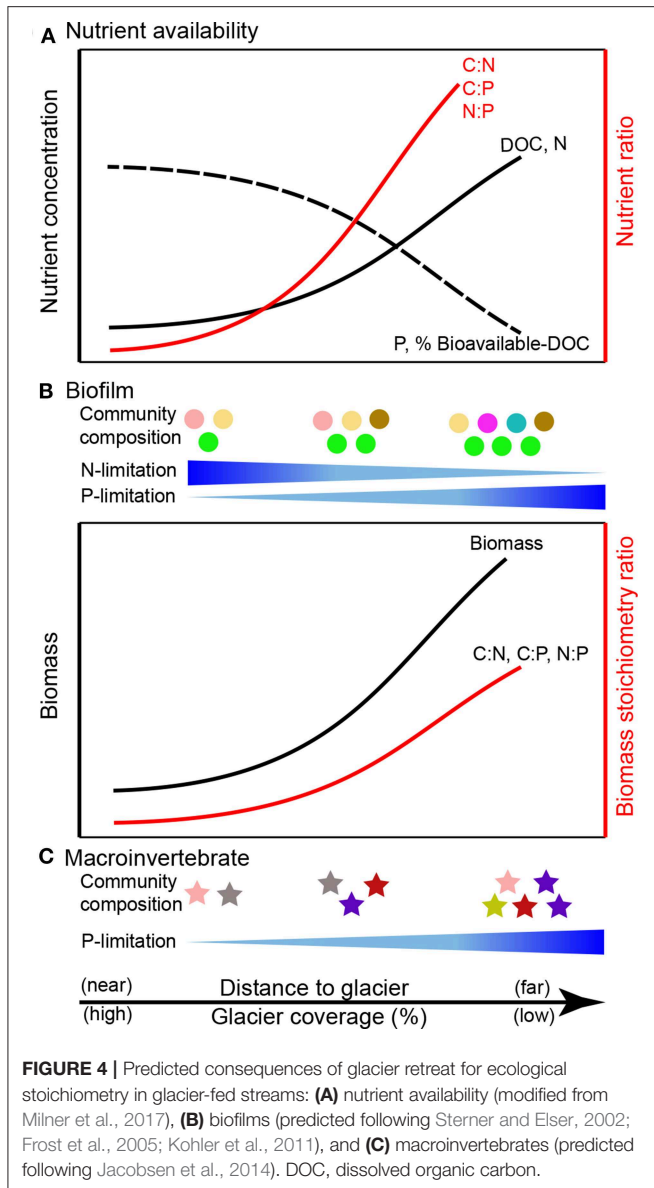 A Nutrient availability
Nutrient concentration
C:N
C:P
N:P
DOC, N
P, % Bioavailable-DOC
Nutrient ratio
B Biofilm
Community
composition
N-limitation
P-limitation
Biomass
Biomass
C:N, C:P, N:P
Biomass stoichiometry ratio
C Macroinvertebrate
Community
composition
P-limitation
(near) Distance to glacier (far)
(high) Glacier coverage (%) (low)
FIGURE 4 | Predicted consequences of glacier retreat for ecological
stoichiometry in glacier-fed streams: (A) nutrient availability (modified from
Milner et al., 2017), (B) biofilms (predicted following Sterner and Elser, 2002;
Frost et al., 2005; Kohler et al., 2011), and (C) macroinvertebrates (predicted
following Jacobsen et al., 2014). DOC, dissolved organic carbon.